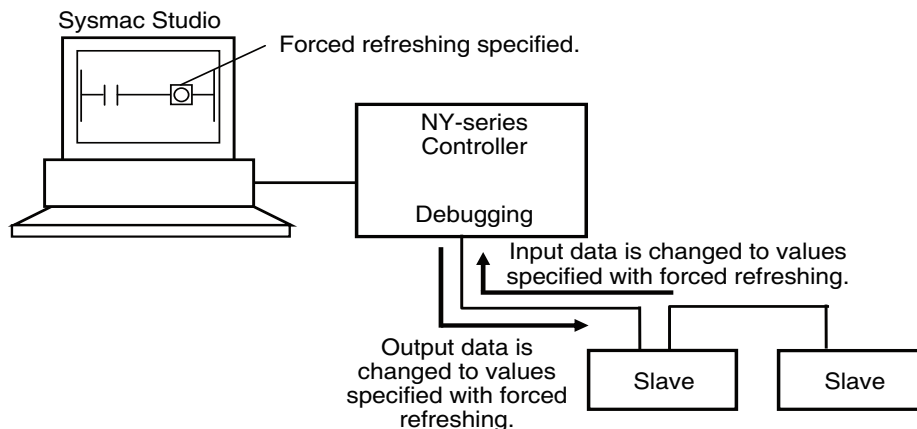 Sysmac Studio
Forced refreshing specified.
NY-series
Controller
Debugging
Input data is changed to values
specified with forced refreshing.
Output data is
changed to values
specified with forced
refreshing.
Slave
Slave